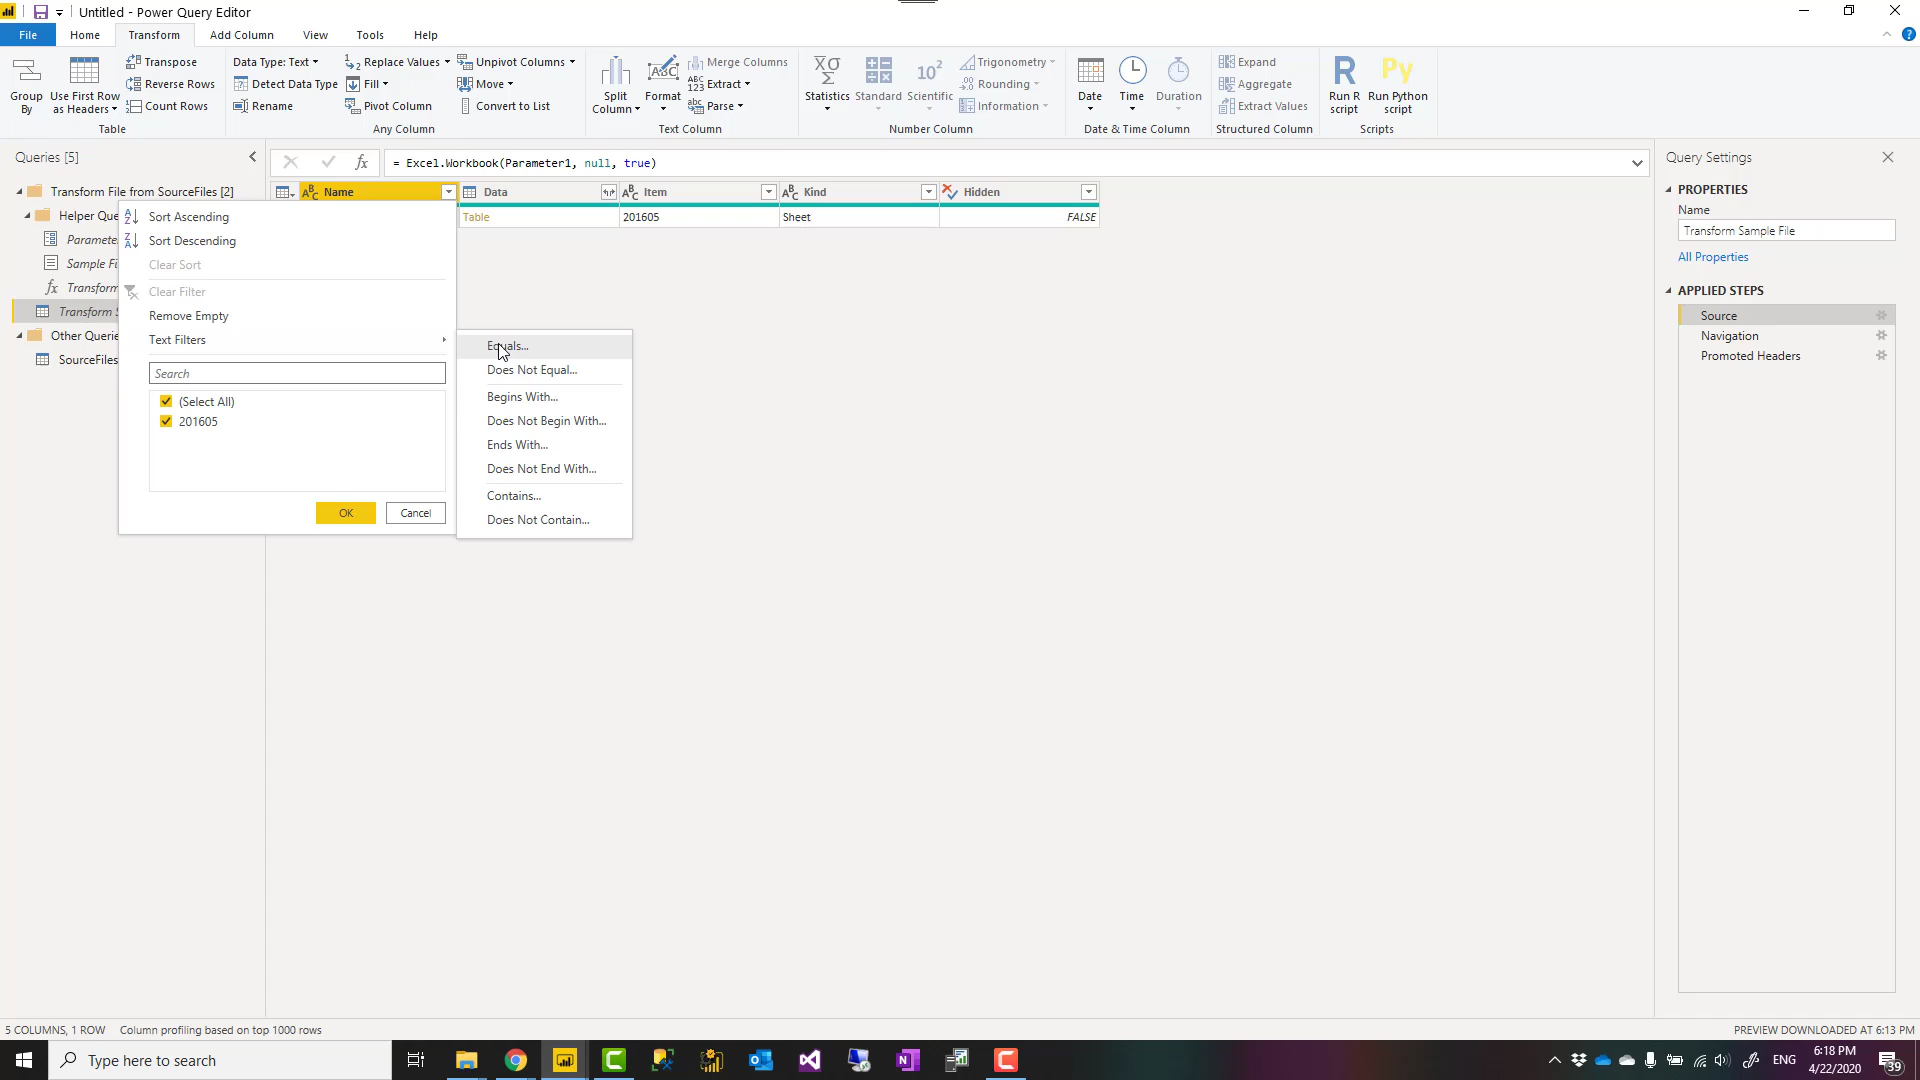 Untitled - Power Query Editor
File Home Transform Add Column View Tools Help
Group By
Use First Row as Headers
Transpose
Reverse Rows
Count Rows
Table
Data Type: Text
Detect Data Type
Rename
Replace Values
Fill
Pivot Column
Unpivot Columns
Move
Convert to List
Any Column
Split Column
Format
Merge Columns
Extract
Parse
Text Column
Statistics
Standard
Scientific
Trigonometry
Rounding
Information
Number Column
Date
Time
Duration
Date & Time Column
Expand
Aggregate
Extract Values
Structured Column
Run R script
Run Python script
Scripts
Queries [5]
Transform File from SourceFiles [2]
Helper Que
Paramete
Sample Fi
Transform
Transform S
Other Querie
SourceFiles
= Excel.Workbook(Parameter1, null, true)
Name Data Item Kind Hidden
Table 201605 Sheet FALSE
Sort Ascending
Sort Descending
Clear Sort
Clear Filter
Remove Empty
Text Filters
Search
(Select All)
201605
OK Cancel
Equals...
Does Not Equal...
Begins With...
Does Not Begin With...
Ends With...
Does Not End With...
Contains...
Does Not Contain...
Query Settings
PROPERTIES
Name
Transform Sample File
All Properties
APPLIED STEPS
Source
Navigation
Promoted Headers
5 COLUMNS, 1 ROW Column profiling based on top 1000 rows
PREVIEW DOWNLOADED AT 6:13 PM
Type here to search
ENG
6:18 PM
4/22/2020
39